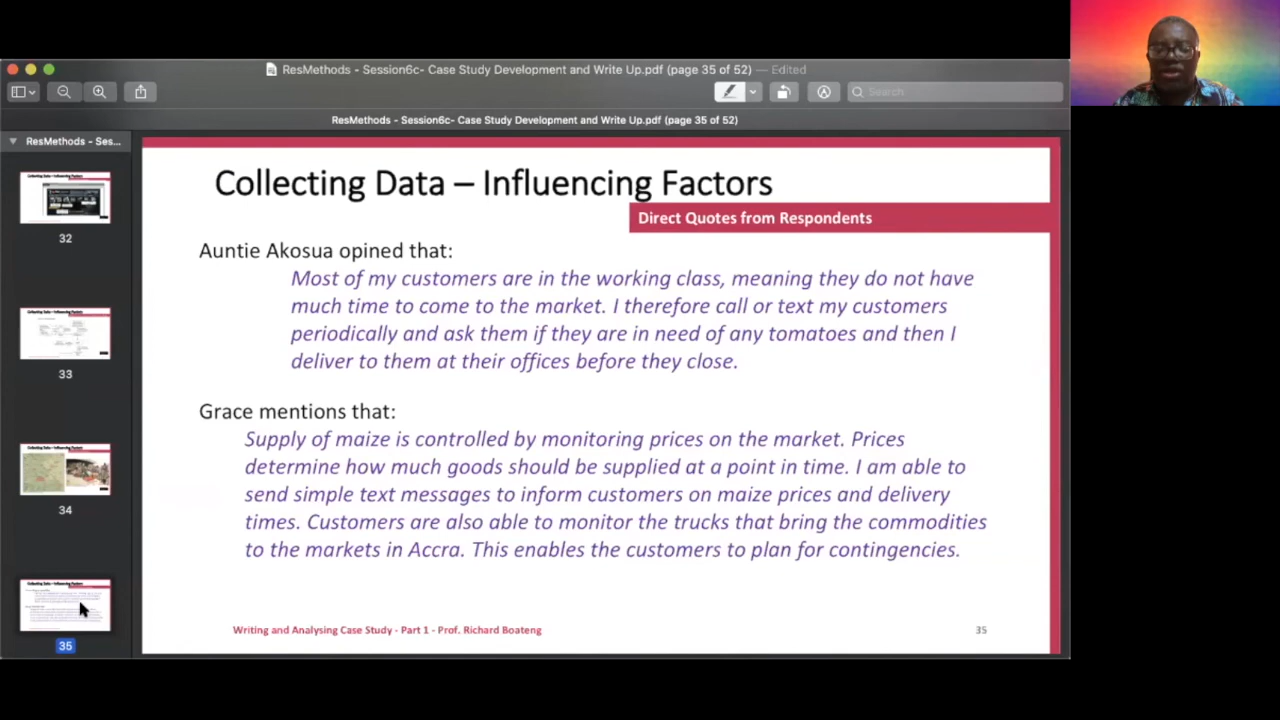 ResMethods - Session6c- Case Study Development and Write Up.pdf (page 35 of 52) — Edited
Search
ResMethods - Session6c- Case Study Development and Write Up.pdf (page 35 of 52)
ResMethods - Ses...
32
33
34
35
Collecting Data – Influencing Factors
Direct Quotes from Respondents
Auntie Akosua opined that:
Most of my customers are in the working class, meaning they do not have
much time to come to the market. I therefore call or text my customers
periodically and ask them if they are in need of any tomatoes and then I
deliver to them at their offices before they close.
Grace mentions that:
Supply of maize is controlled by monitoring prices on the market. Prices
determine how much goods should be supplied at a point in time. I am able to
send simple text messages to inform customers on maize prices and delivery
times. Customers are also able to monitor the trucks that bring the commodities
to the markets in Accra. This enables the customers to plan for contingencies.
Writing and Analysing Case Study - Part 1 - Prof. Richard Boateng
35